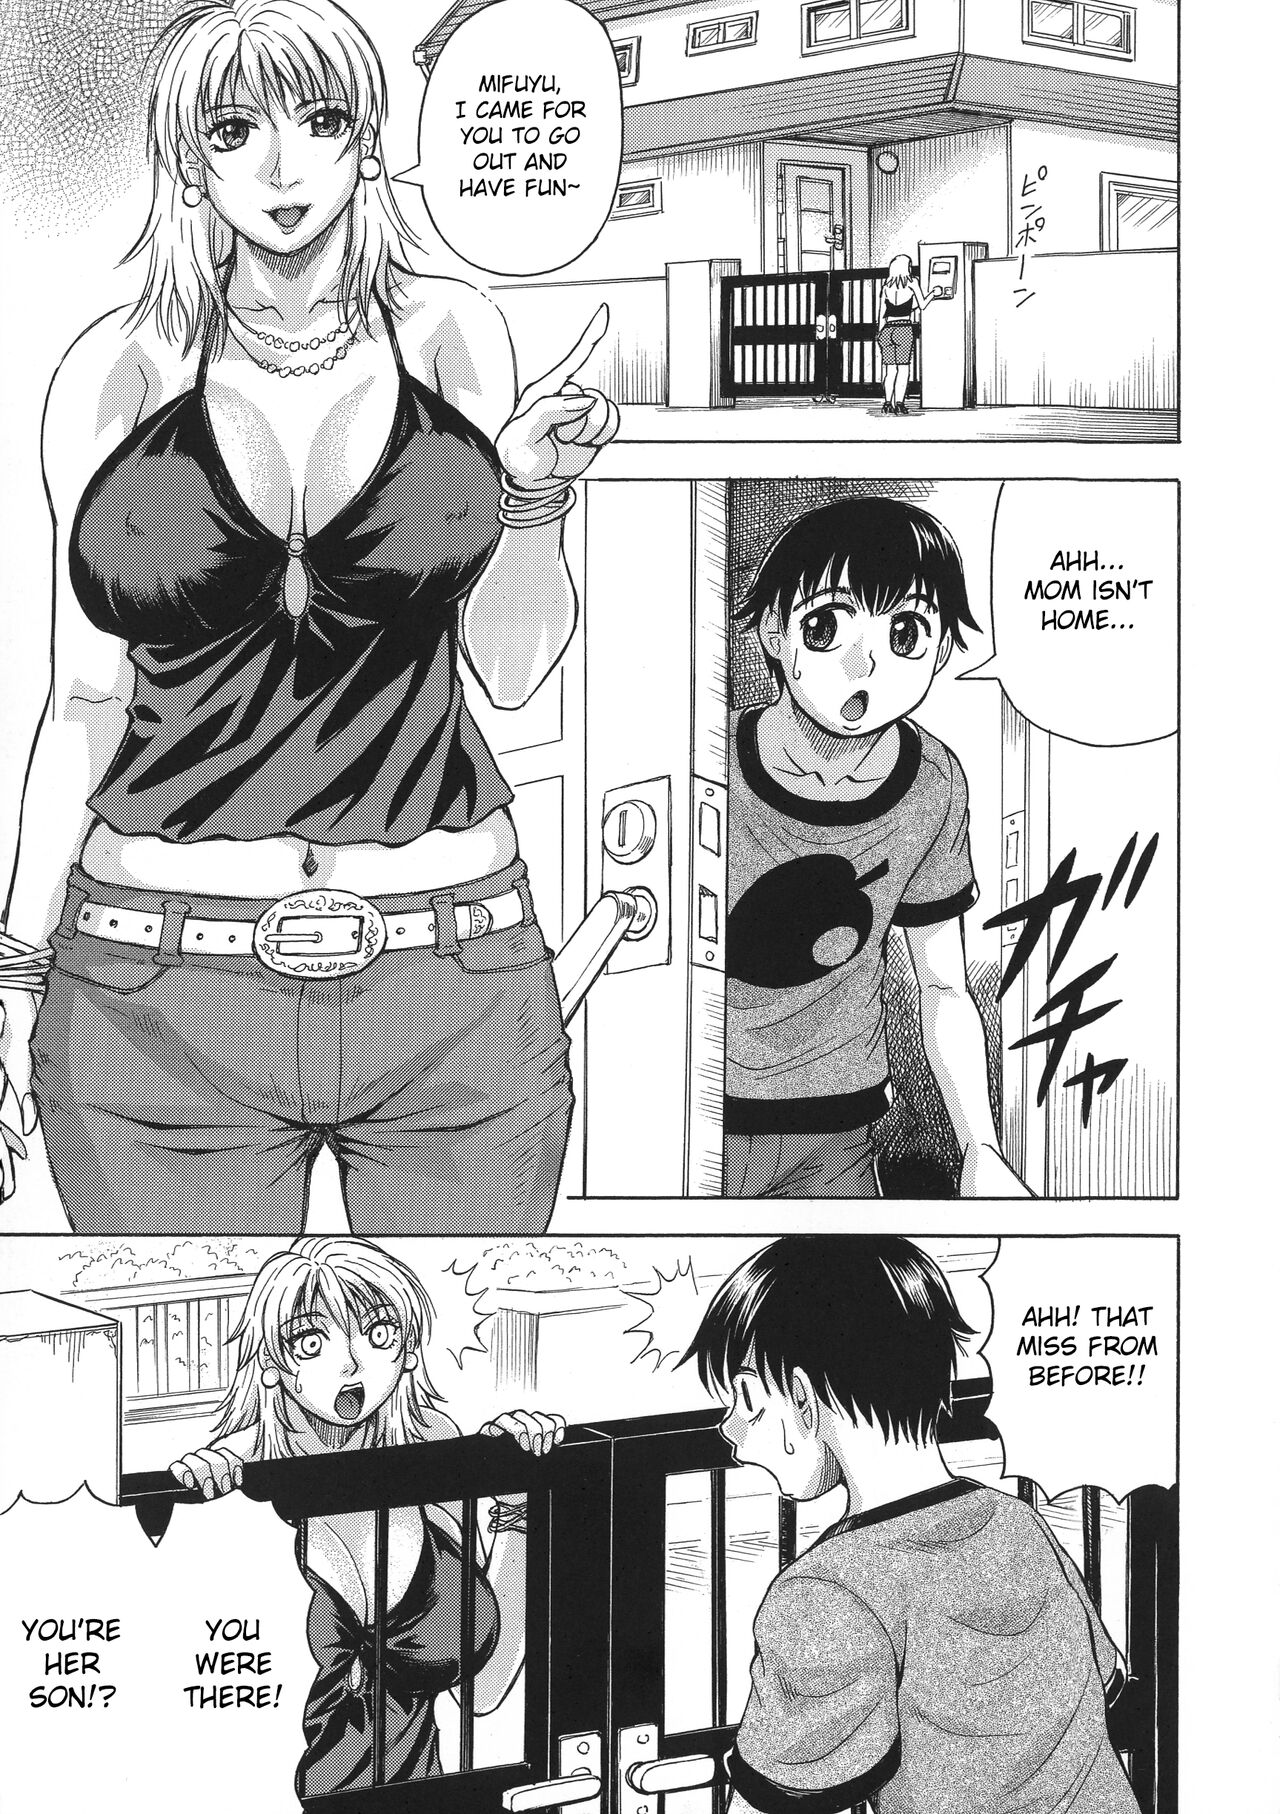 ピンポーン
MIFUYU,
I CAME FOR
YOU TO GO
OUT AND
HAVE FUN~
AHH...
MOM ISN'T
HOME...
ガチャ
AHH! THAT
MISS FROM
BEFORE!!
YOU
WERE
THERE!
YOU'RE
HER
SON!?